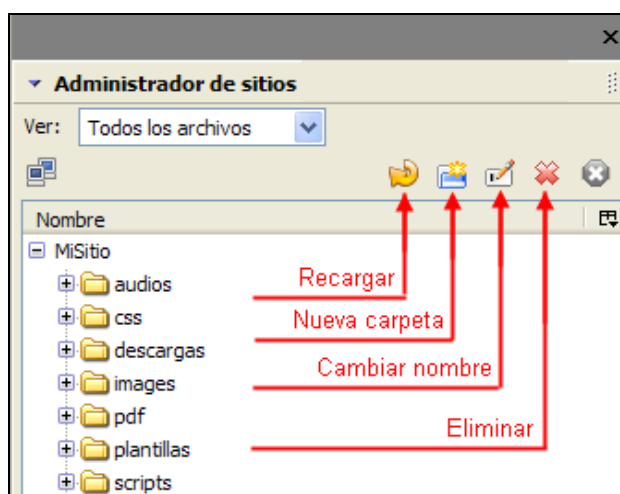 Administrador de sitios
Ver: Todos los archivos
Nombre
MiSitio
audios
Recargar
css
Nueva carpeta
descargas
Cambiar nombre
images
pdf
Eliminar
plantillas
scripts